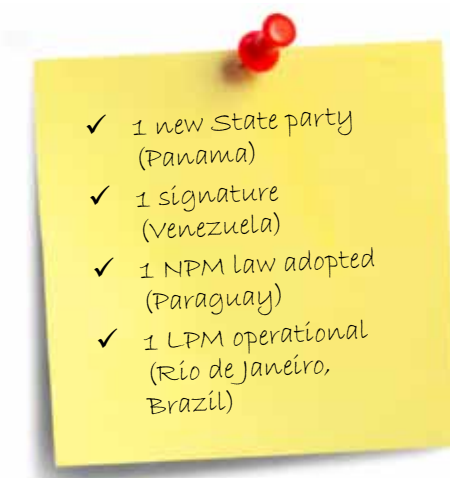 ✓ 1 new State party
(Panama)
✓ 1 signature
(Venezuela)
✓ 1 NPM law adopted
(Paraguay)
✓ 1 LPM operational
(Rio de Janeiro,
Brazil)